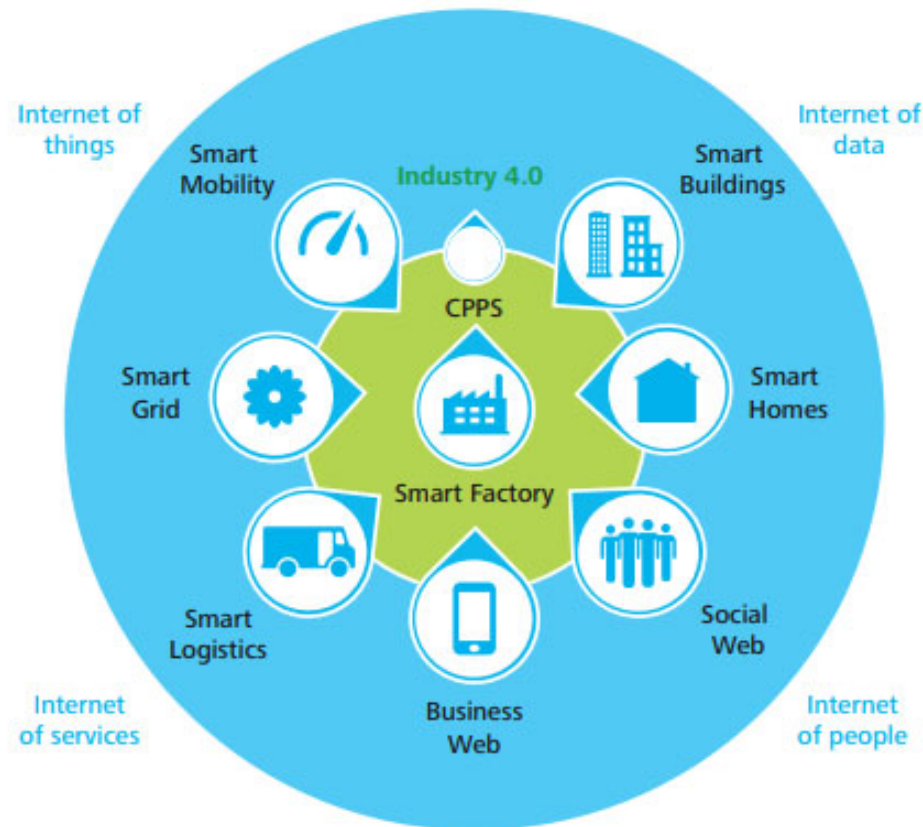 Internet of
things
Internet of
data
Smart
Mobility
Industry 4.0
Smart
Buildings
CPPS
Smart
Grid
Smart
Homes
Smart Factory
Smart
Logistics
Social
Web
Business
Web
Internet
of services
Internet
of people